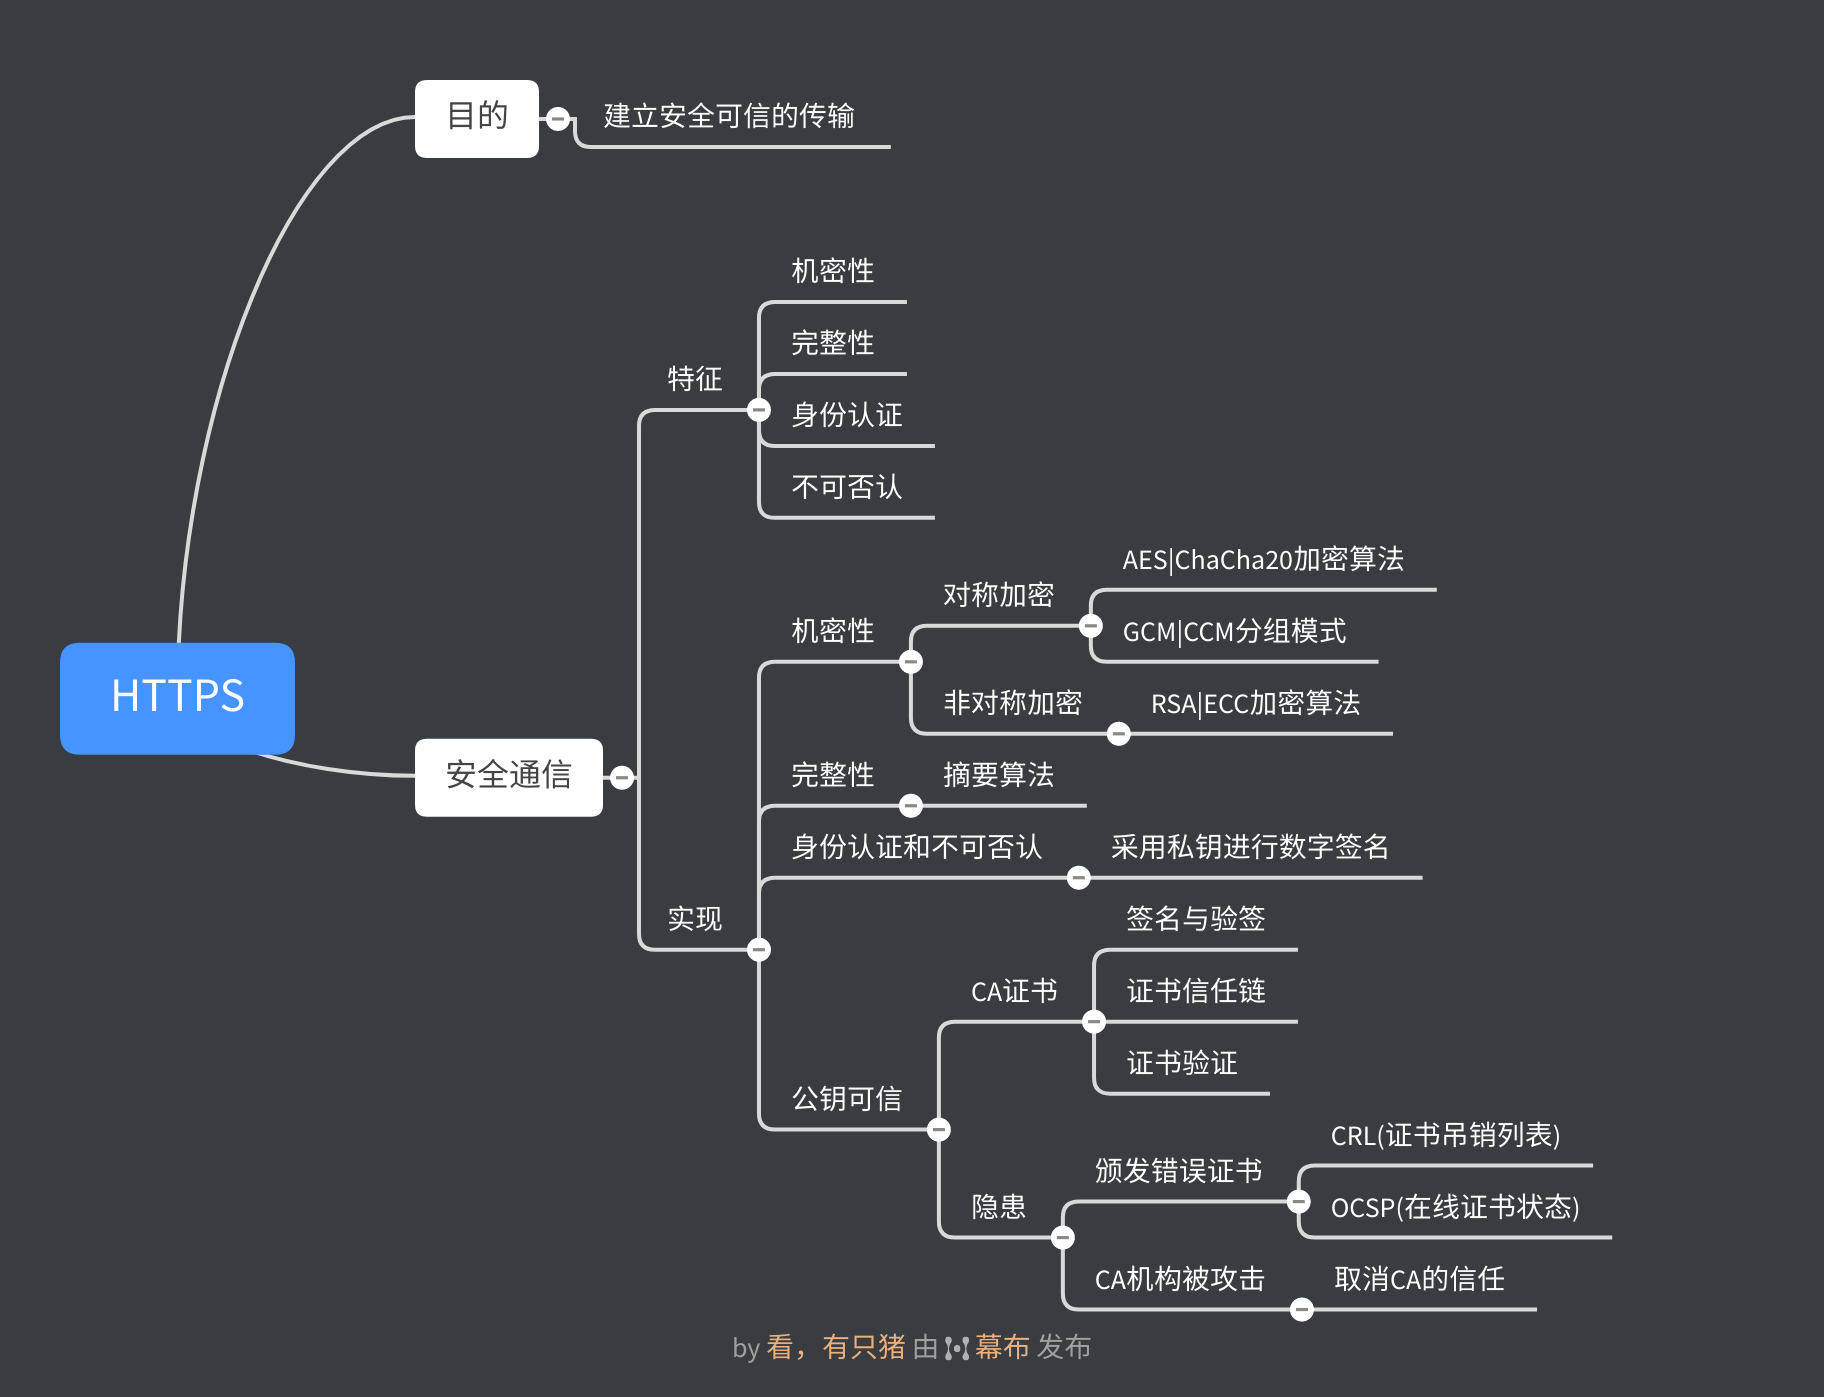 目的
建立安全可信的传输
机密性
完整性
特征
身份认证
不可否认
AES|ChaCha20加密算法
对称加密
GCM|CCM分组模式
机密性
非对称加密
RSA|ECC加密算法
HTTPS
安全通信
完整性
摘要算法
身份认证和不可否认
采用私钥进行数字签名
实现
签名与验签
CA证书
证书信任链
证书验证
公钥可信
CRL(证书吊销列表)
颁发错误证书
隐患
OCSP(在线证书状态)
CA机构被攻击
取消CA的信任
by 看，有只猪 由 幕布 发布